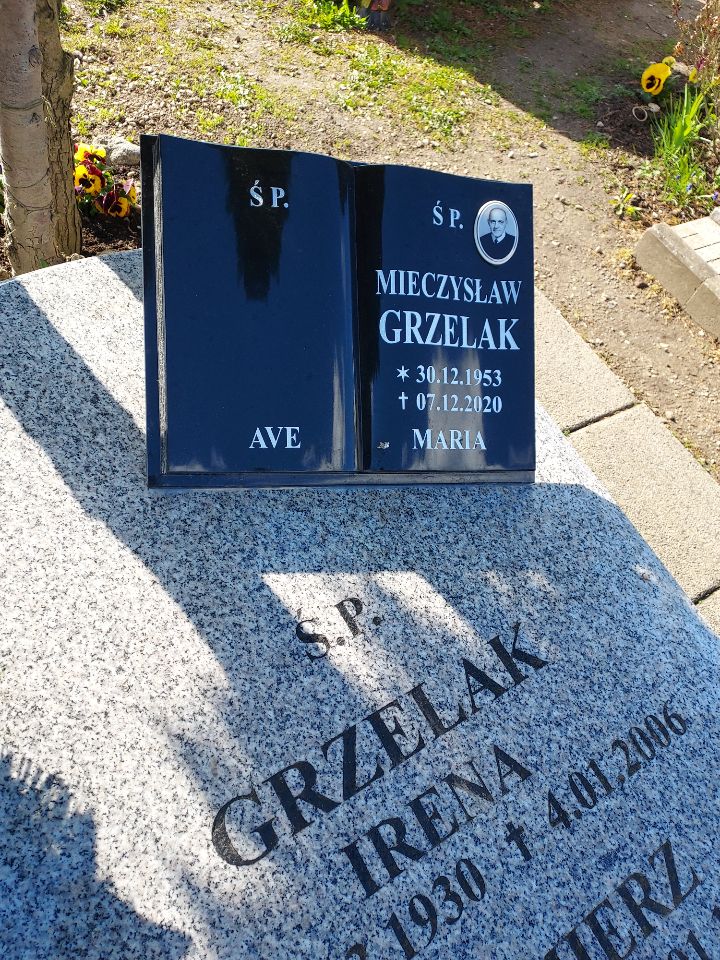 Ś P.
AVE
Ś P.
MIECZYSŁAW
GRZELAK
* 30.12.1953
† 07.12.2020
MARIA
Ś.P.
GRZELAK
IRENA
1930 † 4.01.2006